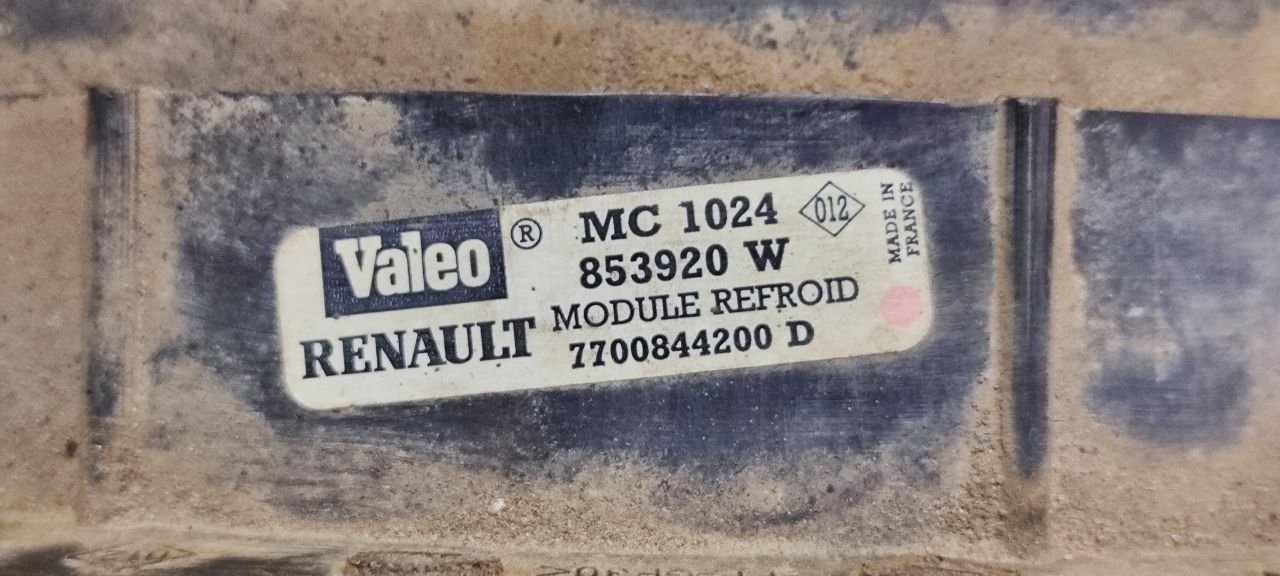 Valeo ® MC 1024 012
853920 W
MODULE REFROID
RENAULT 7700844200 D
MADE IN
FRANCE